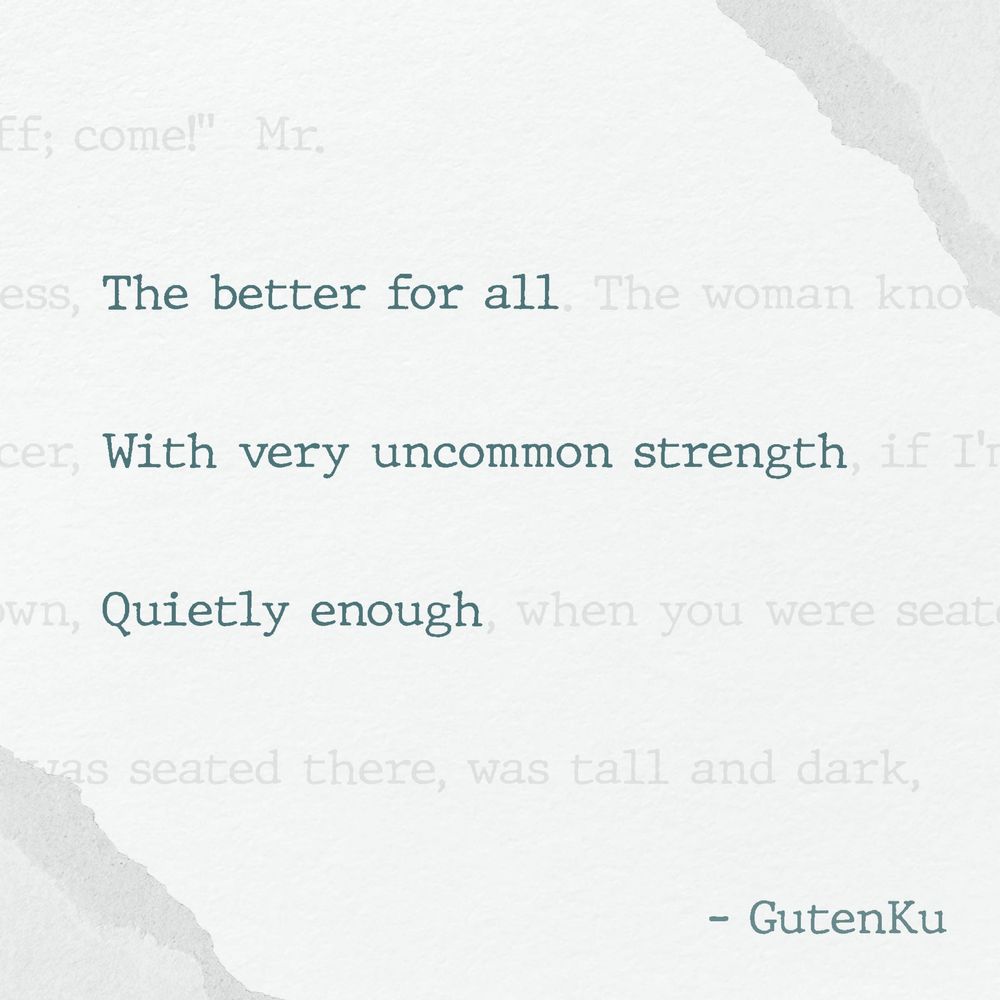 ff; come!" Mr.
ess, The better for all. The woman kno
cer, With very uncommon strength, if I'm
own, Quietly enough, when you were seate
was seated there, was tall and dark,
- GutenKu